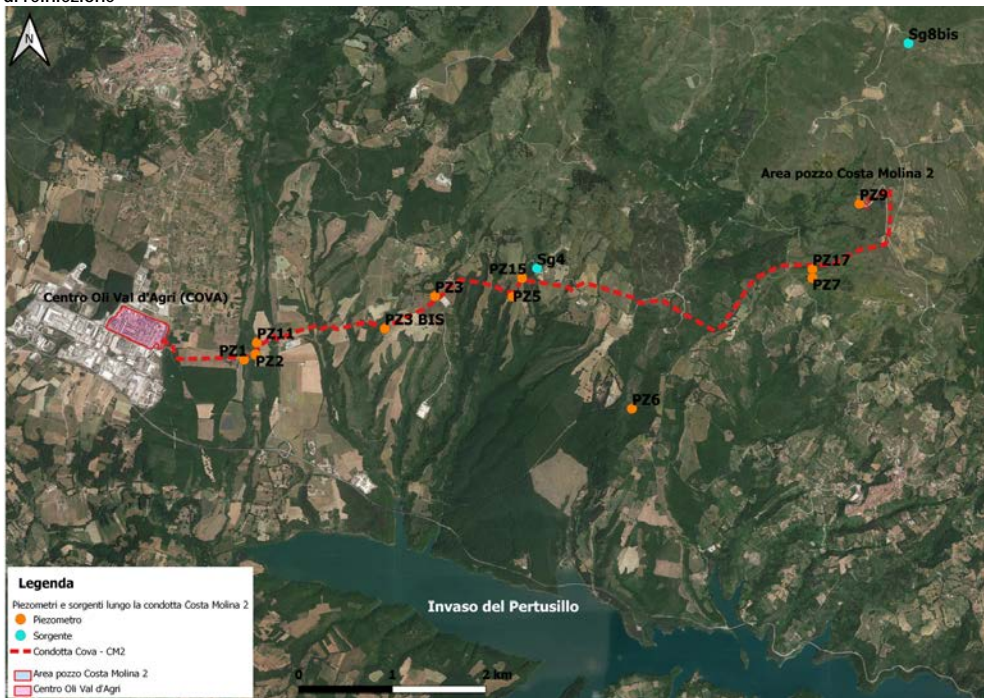 di reiniezione
N
Sg8bis
Area pozzo Costa Molina 2
PZ9
PZ17
PZ7
Sg4
PZ15
PZ5
PZ3
PZ3 BIS
Centro Oli Val d'Agri (COVA)
PZ11
PZ1
PZ2
PZ6
Invaso del Pertusillo
Legenda
Piezometri e sorgenti lungo la condotta Costa Molina 2
Piezometro
Sorgente
Condotta Cova - CM2
Area pozzo Costa Molina 2
Centro Oli Val d'Agri
0 1 2 km